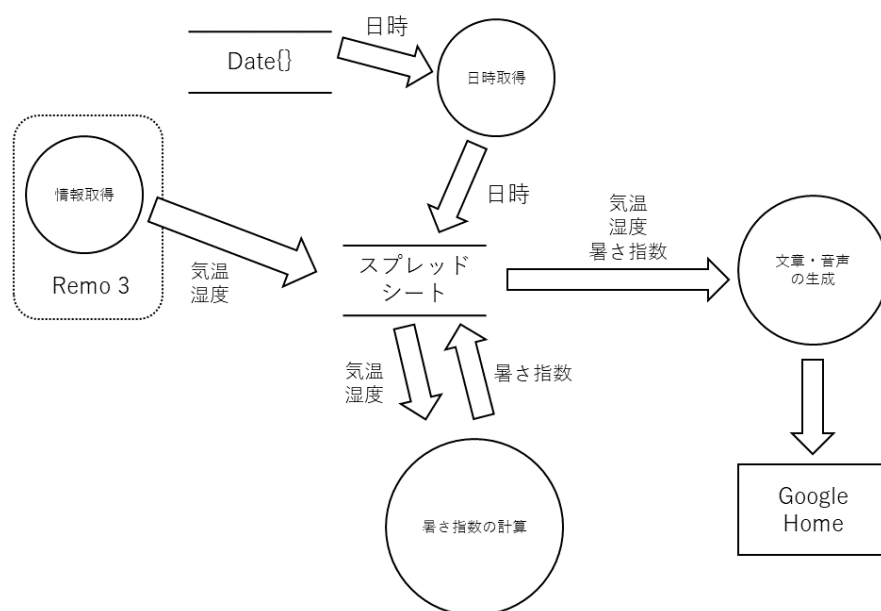 日時
Date{}
日時取得
情報取得
日時
気温
湿度
暑さ指数
スプレッド
シート
文章・音声
の生成
Remo 3
気温
湿度
気温
湿度
暑さ指数
Google
Home
暑さ指数の計算